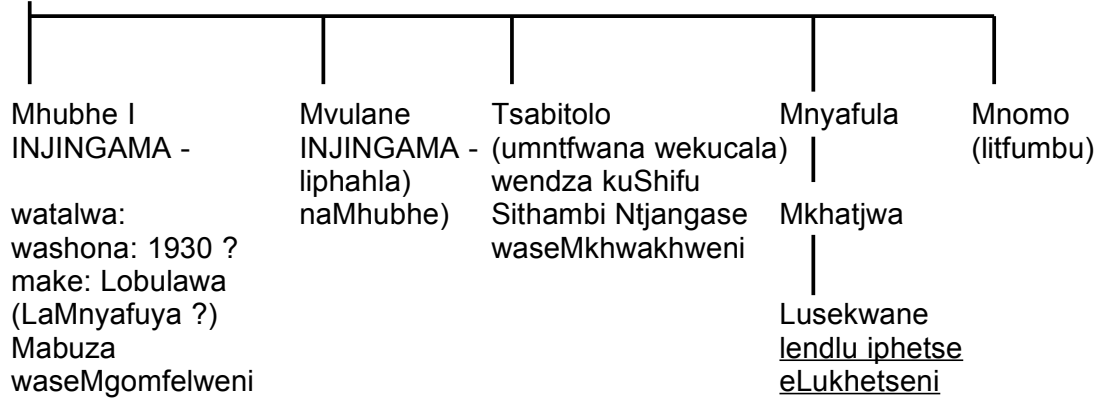 Mhubhe I
INJINGAMA -
watalwa:
washona: 1930 ?
make: Lobulawa
(LaMnyafuya ?)
Mabuza
waseMgomfelweni
Mvulane
INJINGAMA -
liphahla)
naMhubhe)
Tsabitolo
(umntfwana wekucala)
wendza kuShifu
Sithambi Ntjangase
waseMkhwakhweni
Mnyafula
Mkhatjwa
Lusekwane
lendlu iphetse
eLukhetseni
Mnomo
(litfumbu)